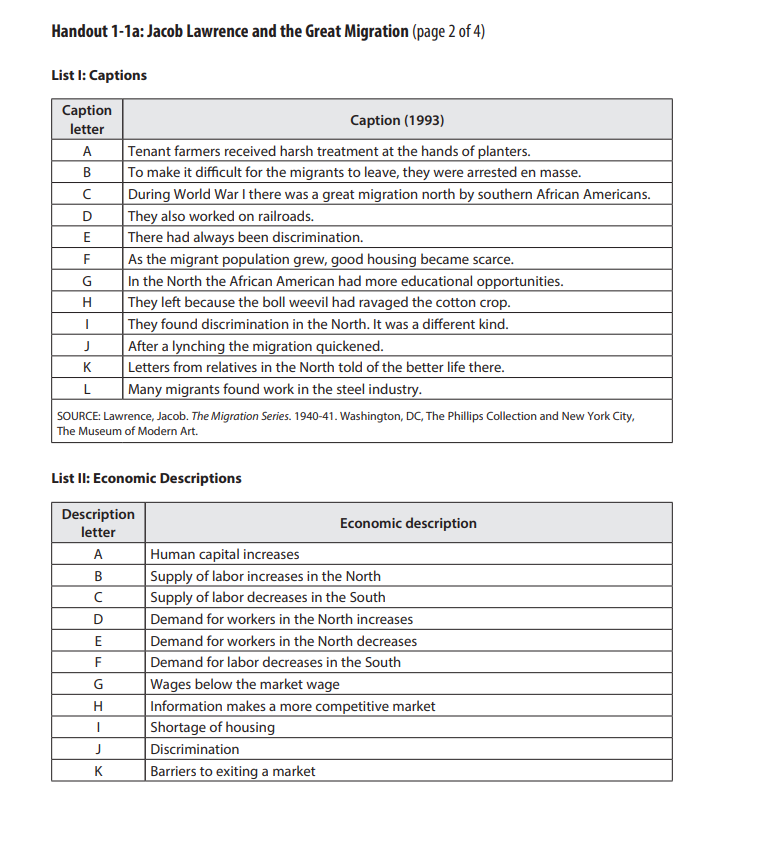 Handout 1-1a: Jacob Lawrence and the Great Migration (page 2 of 4)
List I: Captions
Caption letter Caption (1993)
A Tenant farmers received harsh treatment at the hands of planters.
B To make it difficult for the migrants to leave, they were arrested en masse.
C During World War I there was a great migration north by southern African Americans.
D They also worked on railroads.
E There had always been discrimination.
F As the migrant population grew, good housing became scarce.
G In the North the African American had more educational opportunities.
H They left because the boll weevil had ravaged the cotton crop.
I They found discrimination in the North. It was a different kind.
J After a lynching the migration quickened.
K Letters from relatives in the North told of the better life there.
L Many migrants found work in the steel industry.
SOURCE: Lawrence, Jacob. The Migration Series. 1940-41. Washington, DC, The Phillips Collection and New York City,
The Museum of Modern Art.
List II: Economic Descriptions
Description letter Economic description
A Human capital increases
B Supply of labor increases in the North
C Supply of labor decreases in the South
D Demand for workers in the North increases
E Demand for workers in the North decreases
F Demand for labor decreases in the South
G Wages below the market wage
H Information makes a more competitive market
I Shortage of housing
J Discrimination
K Barriers to exiting a market